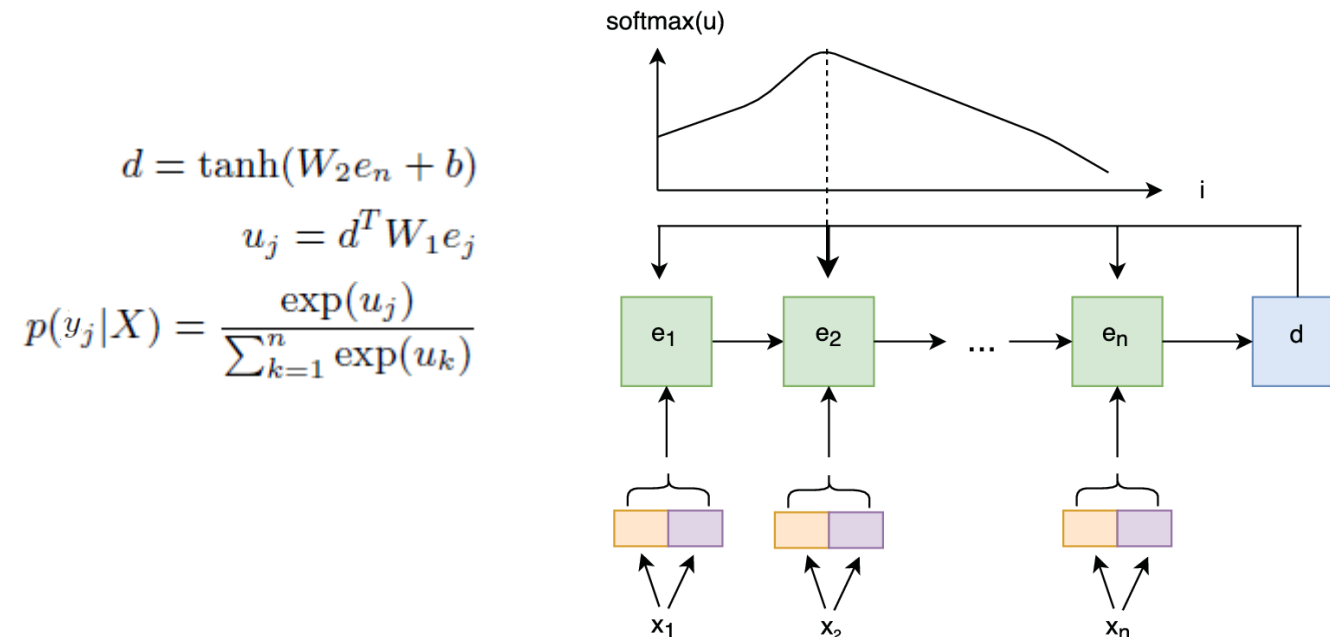 softmax(u)
i
d = tanh(W₂eₙ + b)
uⱼ = dᵀW₁eⱼ
p(yⱼ|X) = exp(uⱼ) / ∑ₖ₌₁ⁿ exp(uₖ)
e₁ e₂ ... eₙ d
x₁ x₂ xₙ